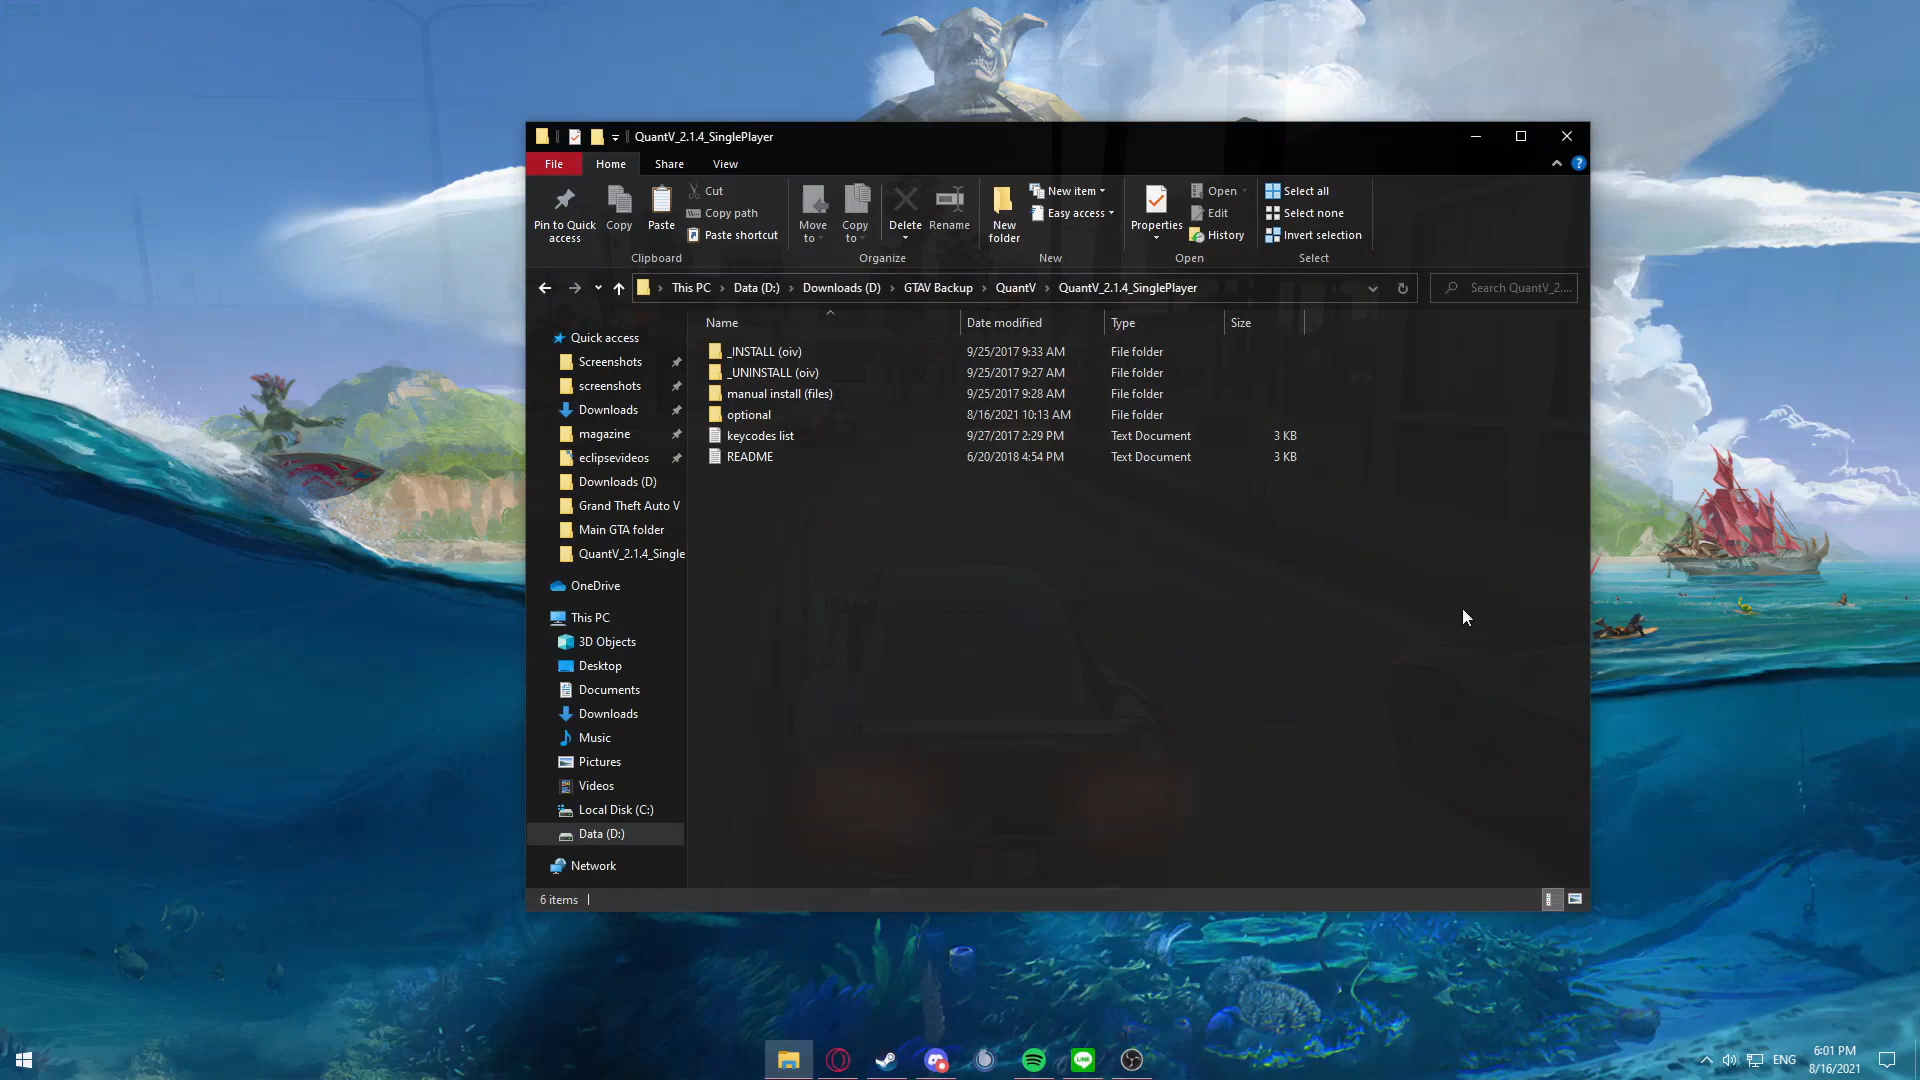 QuantV_2.1.4_SinglePlayer
File Home Share View
Pin to Quick access
Copy
Paste
Cut
Copy path
Paste shortcut
Clipboard
Move to
Copy to
Delete
Rename
Organize
New folder
New item
Easy access
New
Properties
Open
Edit
History
Open
Select all
Select none
Invert selection
Select
This PC > Data (D:) > Downloads (D) > GTAV Backup > QuantV > QuantV_2.1.4_SinglePlayer
Search QuantV_2....
Quick access
Screenshots
screenshots
Downloads
magazine
eclipsevideos
Downloads (D)
Grand Theft Auto V
Main GTA folder
QuantV_2.1.4_Single
OneDrive
This PC
3D Objects
Desktop
Documents
Downloads
Music
Pictures
Videos
Local Disk (C:)
Data (D:)
Network
Name Date modified Type Size
_INSTALL (oiv) 9/25/2017 9:33 AM File folder
_UNINSTALL (oiv) 9/25/2017 9:27 AM File folder
manual install (files) 9/25/2017 9:28 AM File folder
optional 8/16/2021 10:13 AM File folder
keycodes list 9/27/2017 2:29 PM Text Document 3 KB
README 6/20/2018 4:54 PM Text Document 3 KB
6 items
LINE
ENG
6:01 PM
8/16/2021